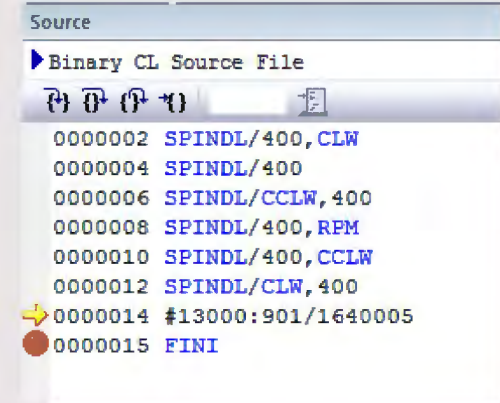 Source
Binary CL Source File
0000002 SPINDL/400,CLW
0000004 SPINDL/400
0000006 SPINDL/CCLW,400
0000008 SPINDL/400,RPM
0000010 SPINDL/400,CCLW
0000012 SPINDL/CLW,400
0000014 #13000:901/1640005
0000015 FINI